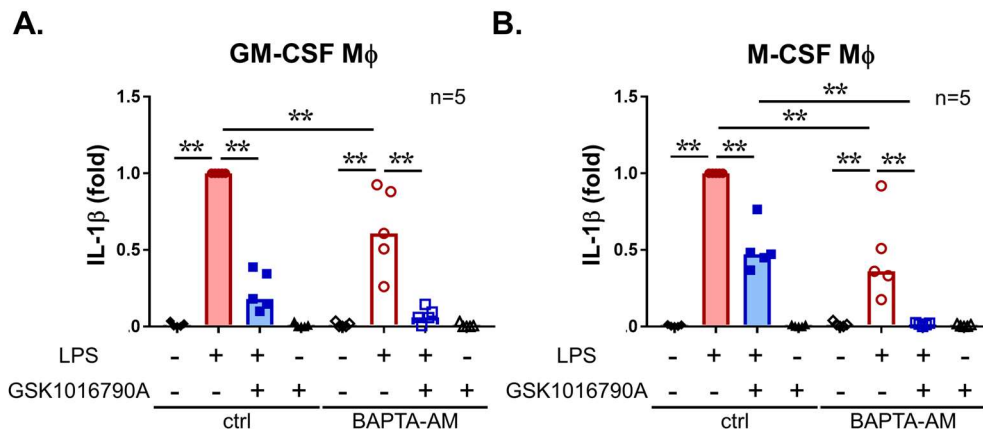 A.
GM-CSF Mϕ
n=5
IL-1β (fold)
1.5
1.0
0.5
.0
** ** ** ** **
LPS - + + - - + + -
GSK1016790A - - + + - - + +
ctrl BAPTA-AM
B.
M-CSF Mϕ
n=5
IL-1β (fold)
1.5
1.0
0.5
.0
** ** ** ** ** **
LPS - + + - - + + -
GSK1016790A - - + + - - + +
ctrl BAPTA-AM